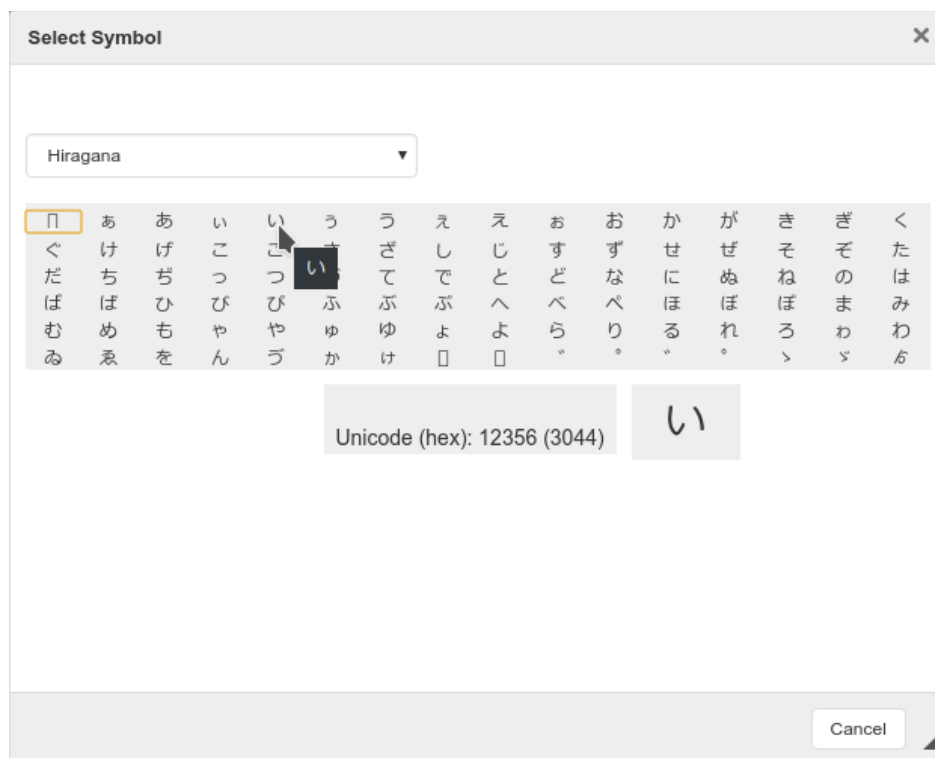 Select Symbol ×
Hiragana
ぁ あ ぃ い ぅ う ぇ え ぉ お か が き ぎ く
ぐ け げ こ ざ し じ す ず せ ぜ そ ぞ た
い
だ ち ぢ っ つ て で と ど な に ぬ ね の は
ば ぱ ひ び ぴ ふ ぶ ぷ へ べ ぺ ほ ぼ ぽ ま み
む め も ゃ や ゅ ゆ ょ よ ら り る れ ろ ゎ わ
ゐ ゑ を ん ゔ ゕ ゖ ゙ ゚ ゛ ゜ ゝ ゞ ゟ
Unicode (hex): 12356 (3044)
い
Cancel